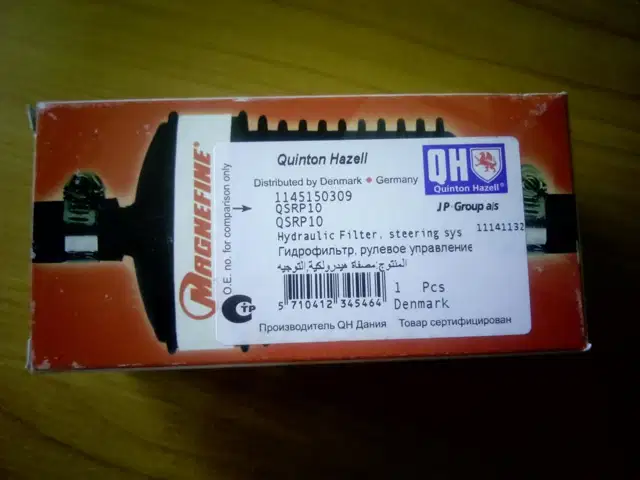 MAGNEFINE®
O.E. no. for comparison only
Quinton Hazell
QH
Quinton Hazell®
Distributed by Denmark • Germany
1145150309
QSRP10
JP Group a/s
QSRP10
Hydraulic Filter, steering sys
11141132
Гидрофильтр, рулевое управление
المنتوج:مصفاة هيدرولكية,التوجيه
1 Pcs
5 710412 345464
Denmark
Производитель QH Дания Товар сертифицирован